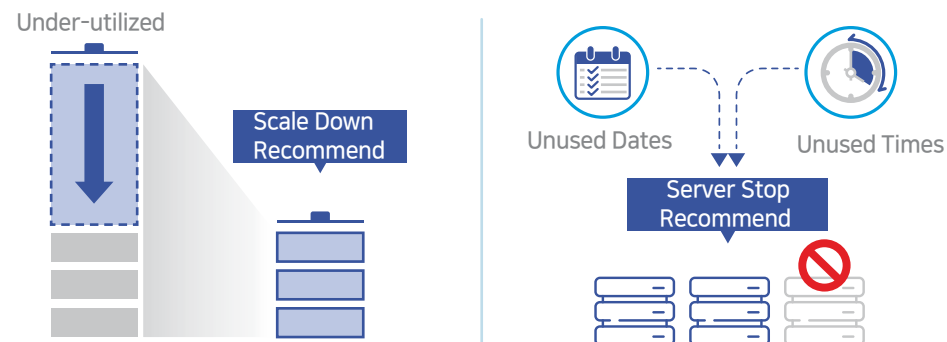 Under-utilized
Scale Down
Recommend
Unused Dates
Unused Times
Server Stop
Recommend